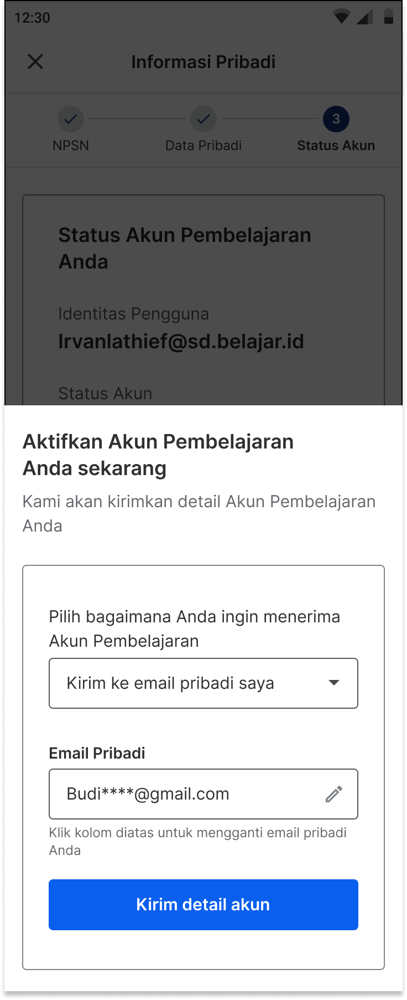 12:30
Informasi Pribadi
3
NPSN
Data Pribadi
Status Akun
Status Akun Pembelajaran
Anda
Identitas Pengguna
Irvanlathief@sd.belajar.id
Status Akun
Aktifkan Akun Pembelajaran
Anda sekarang
Kami akan kirimkan detail Akun Pembelajaran
Anda
Pilih bagaimana Anda ingin menerima
Akun Pembelajaran
Kirim ke email pribadi saya
Email Pribadi
Budi****@gmail.com
Klik kolom diatas untuk mengganti email pribadi
Anda
Kirim detail akun